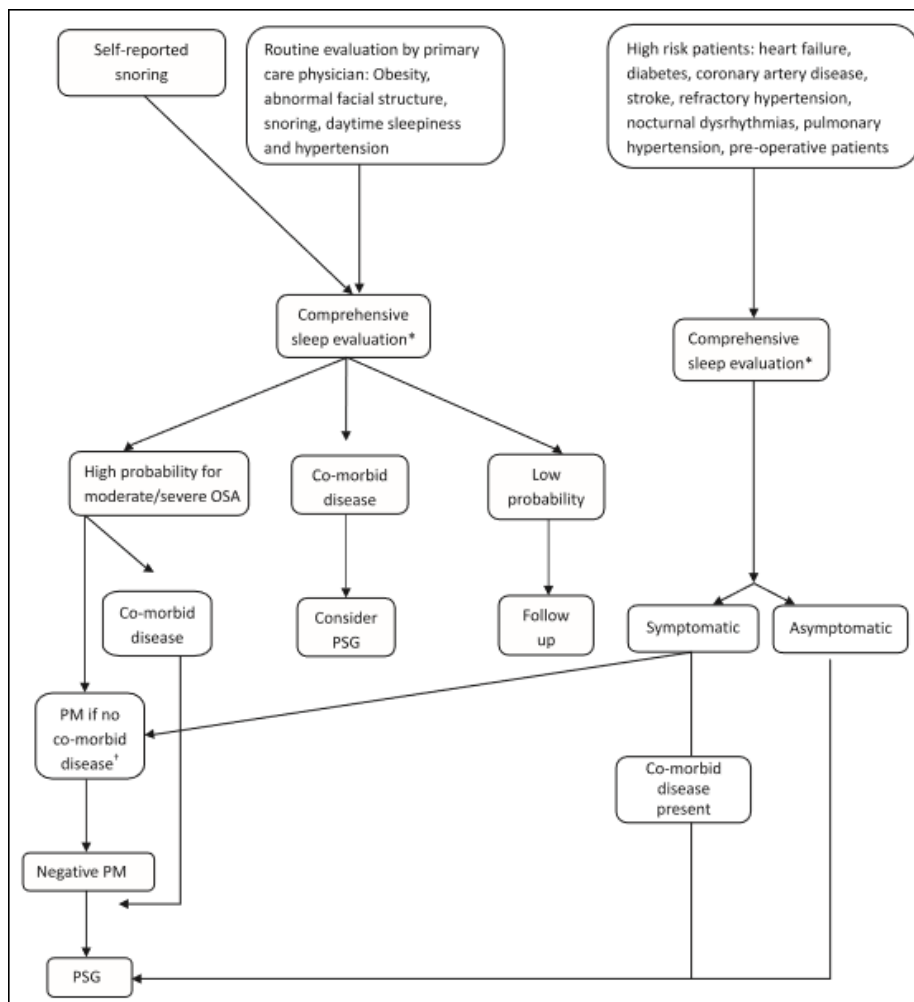 Self-reported
snoring
Routine evaluation by primary
care physician: Obesity,
abnormal facial structure,
snoring, daytime sleepiness
and hypertension
High risk patients: heart failure,
diabetes, coronary artery disease,
stroke, refractory hypertension,
nocturnal dysrhythmias, pulmonary
hypertension, pre-operative patients
Comprehensive
sleep evaluation*
Comprehensive
sleep evaluation*
High probability for
moderate/severe OSA
Co-morbid
disease
Low
probability
Co-morbid
disease
Consider
PSG
Follow
up
Symptomatic
Asymptomatic
PM if no
co-morbid
disease†
Co-morbid
disease
present
Negative PM
PSG